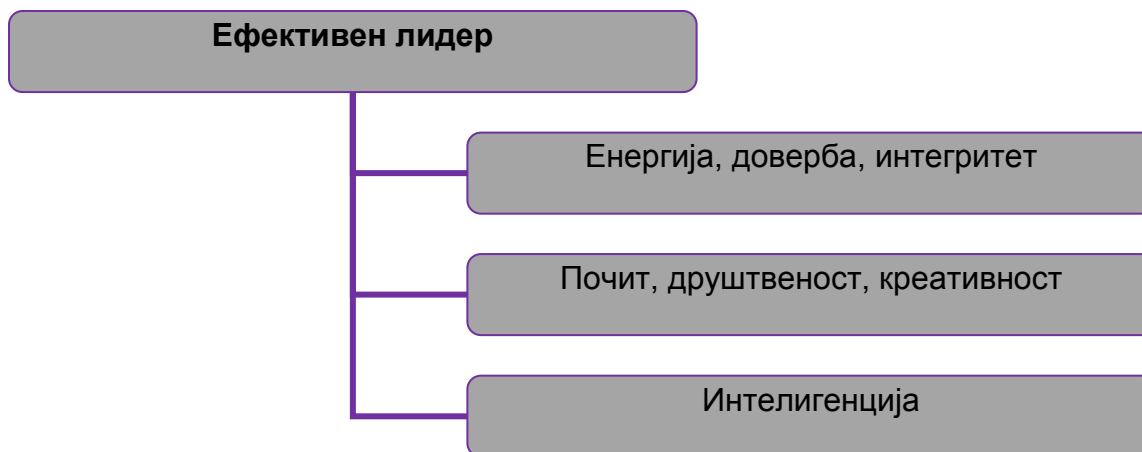 Ефективен лидер
Енергија, доверба, интегритет
Почит, друштвеност, креативност
Интелигенција